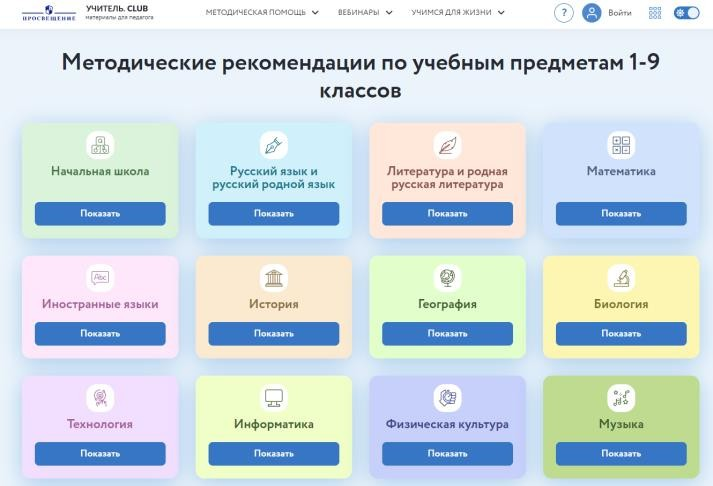 ПРОСВЕЩЕНИЕ
УЧИТЕЛЬ. CLUB
материалы для педагога
МЕТОДИЧЕСКАЯ ПОМОЩЬ
ВЕБИНАРЫ
УЧИМСЯ ДЛЯ ЖИЗНИ
?
Войти
Методические рекомендации по учебным предметам 1-9
классов
Начальная школа
Показать
Русский язык и
русский родной язык
Показать
Литература и родная
русская литература
Показать
Математика
Показать
Abc
Иностранные языки
Показать
История
Показать
География
Показать
Биология
Показать
Технология
Показать
Информатика
Показать
Физическая культура
Показать
Музыка
Показать